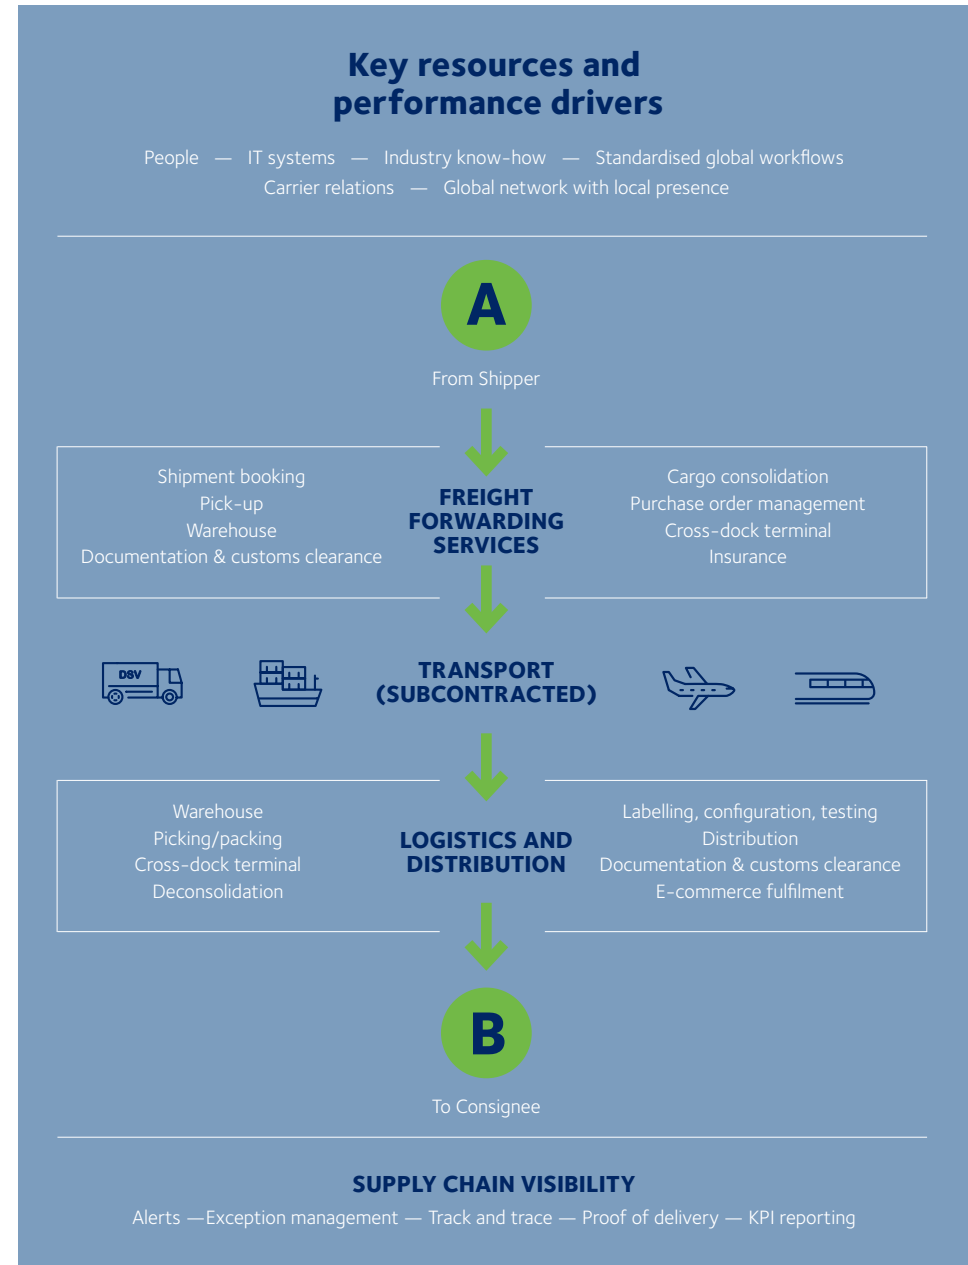 Key resources and
performance drivers
People — IT systems — Industry know-how — Standardised global workflows
Carrier relations — Global network with local presence
A
From Shipper
Shipment booking
Pick-up
Warehouse
Documentation & customs clearance
FREIGHT
FORWARDING
SERVICES
Cargo consolidation
Purchase order management
Cross-dock terminal
Insurance
DSV
TRANSPORT
(SUBCONTRACTED)
Warehouse
Picking/packing
Cross-dock terminal
Deconsolidation
LOGISTICS AND
DISTRIBUTION
Labelling, configuration, testing
Distribution
Documentation & customs clearance
E-commerce fulfilment
B
To Consignee
SUPPLY CHAIN VISIBILITY
Alerts —Exception management — Track and trace — Proof of delivery — KPI reporting